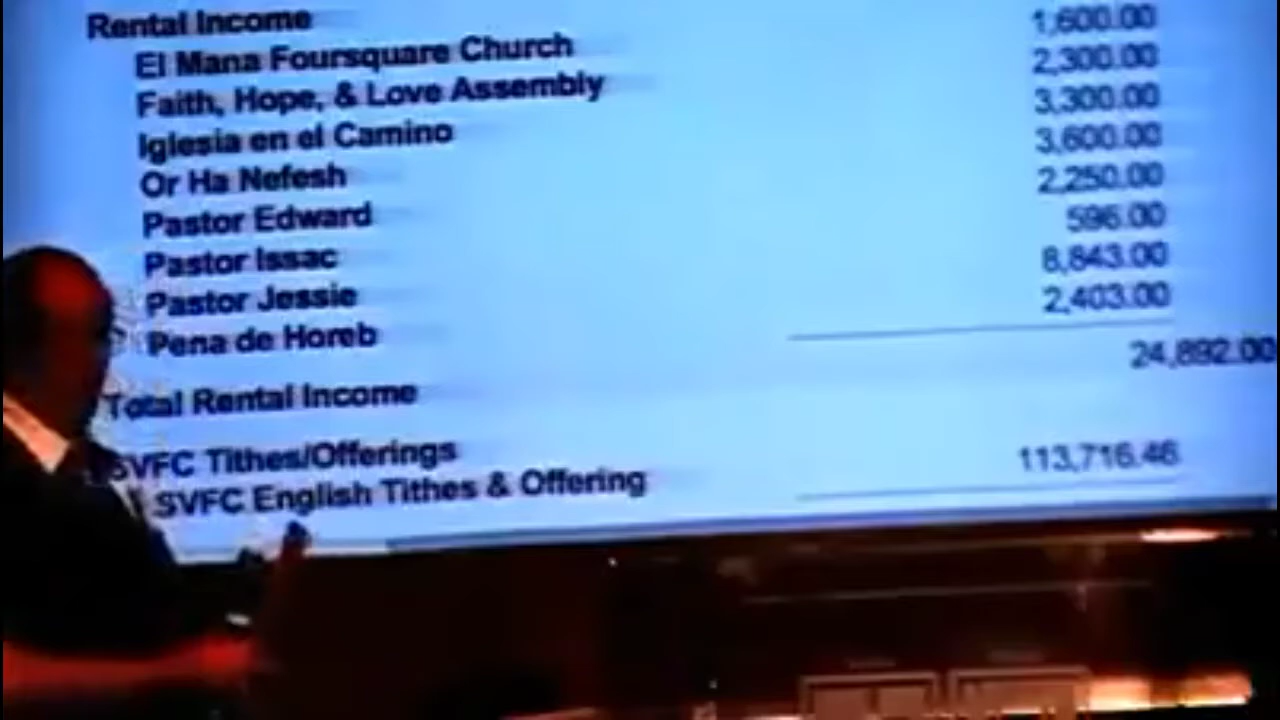 Rental Income
El Mana Foursquare Church 1,600.00
Faith, Hope, & Love Assembly 2,300.00
Iglesia en el Camino 3,300.00
Or Ha Nefesh 3,600.00
Pastor Edward 2,250.00
Pastor Issac 596.00
Pastor Jessie 8,843.00
Pena de Horeb 2,403.00
Total Rental Income 24,892.00
SVFC Tithes/Offerings
SVFC English Tithes & Offering 113,716.46